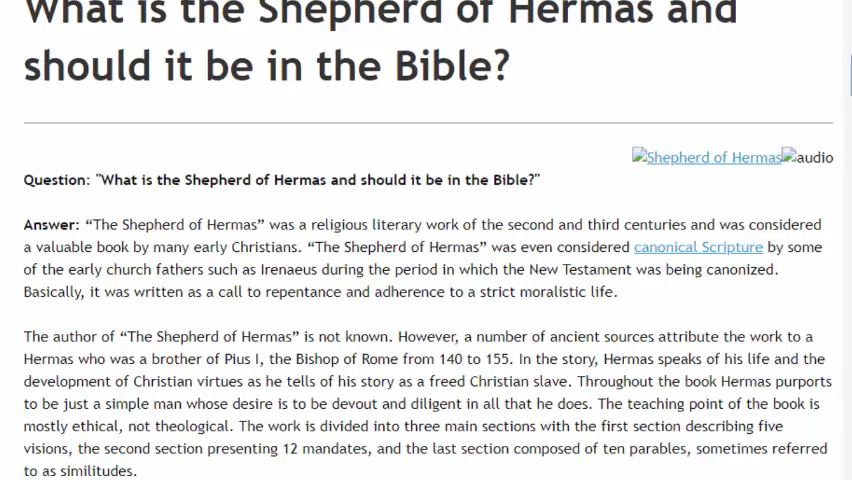 What is the Shepherd of Hermas and
should it be in the Bible?
Shepherd of Hermas audio
Question: "What is the Shepherd of Hermas and should it be in the Bible?"
Answer: “The Shepherd of Hermas” was a religious literary work of the second and third centuries and was considered
a valuable book by many early Christians. “The Shepherd of Hermas” was even considered canonical Scripture by some
of the early church fathers such as Irenaeus during the period in which the New Testament was being canonized.
Basically, it was written as a call to repentance and adherence to a strict moralistic life.
The author of “The Shepherd of Hermas” is not known. However, a number of ancient sources attribute the work to a
Hermas who was a brother of Pius I, the Bishop of Rome from 140 to 155. In the story, Hermas speaks of his life and the
development of Christian virtues as he tells of his story as a freed Christian slave. Throughout the book Hermas purports
to be just a simple man whose desire is to be devout and diligent in all that he does. The teaching point of the book is
mostly ethical, not theological. The work is divided into three main sections with the first section describing five
visions, the second section presenting 12 mandates, and the last section composed of ten parables, sometimes referred
to as similitudes.